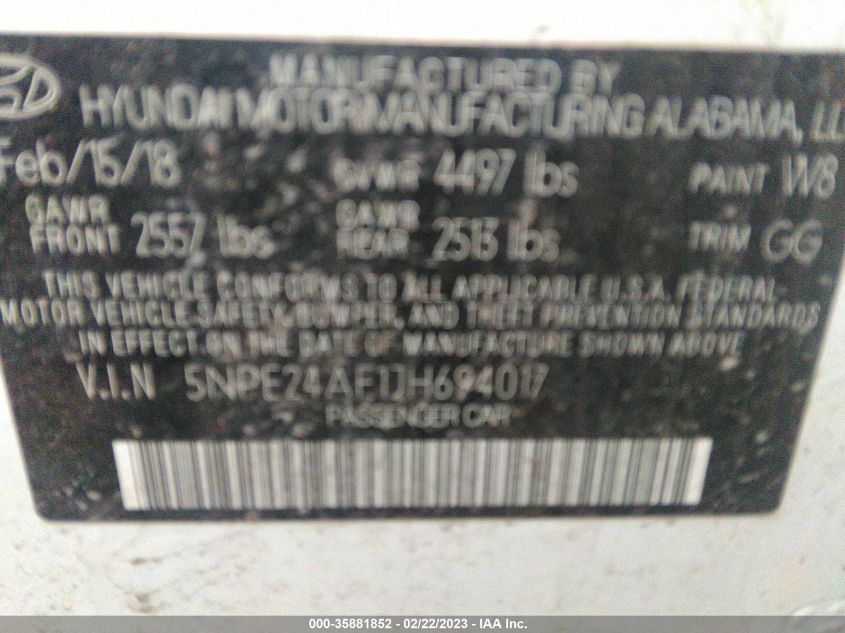 MANUFACTURED BY
HYUNDAI MOTOR MANUFACTURING ALABAMA, LLC
Feb/15/18 GVWR 4497 lbs PAINT W8
GAWR FRONT 2557 lbs GAWR REAR 2513 lbs TRIM GG
THIS VEHICLE CONFORMS TO ALL APPLICABLE U.S.A. FEDERAL
MOTOR VEHICLE SAFETY, BUMPER, AND THEFT PREVENTION STANDARDS
IN EFFECT ON THE DATE OF MANUFACTURE SHOWN ABOVE
V.I.N 5NPE24AF1JH694017
PASSENGER CAR
000-35881852 - 02/22/2023 - IAA Inc.